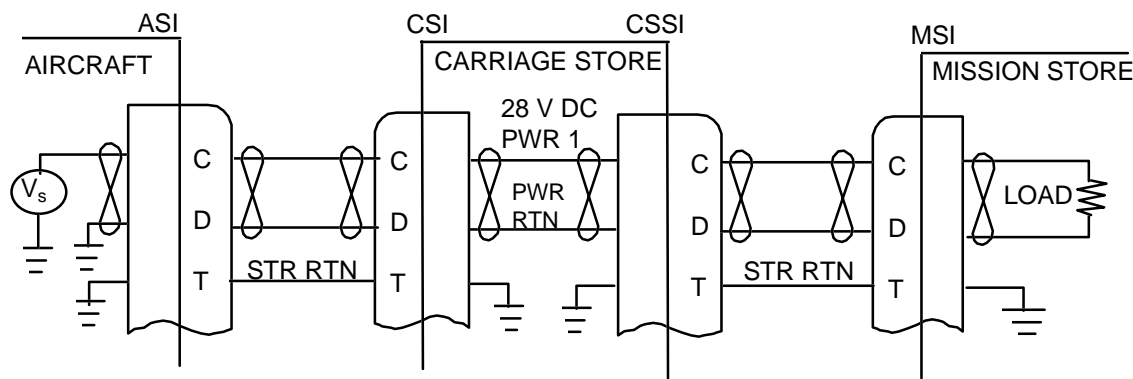 ASI
CSI
CSSI
MSI
AIRCRAFT
CARRIAGE STORE
MISSION STORE
28 V DC
PWR 1
PWR
RTN
Vs
LOAD
C
C
C
C
D
D
D
D
T
STR RTN
T
T
STR RTN
T